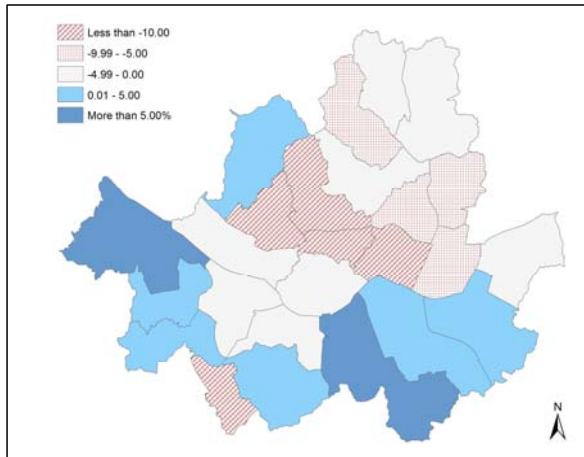 Less than -10.00
-9.99 - -5.00
-4.99 - 0.00
0.01 - 5.00
More than 5.00%
N